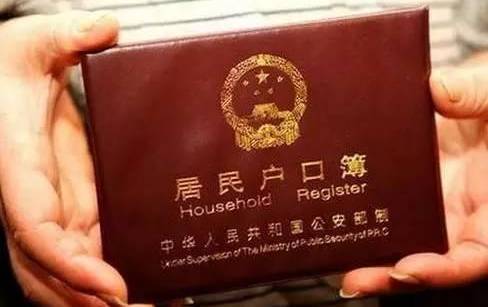 居民户口簿
Household Register
中华人民共和国公安部制
Under Supervision of The Ministry of Public Security of P.R.C